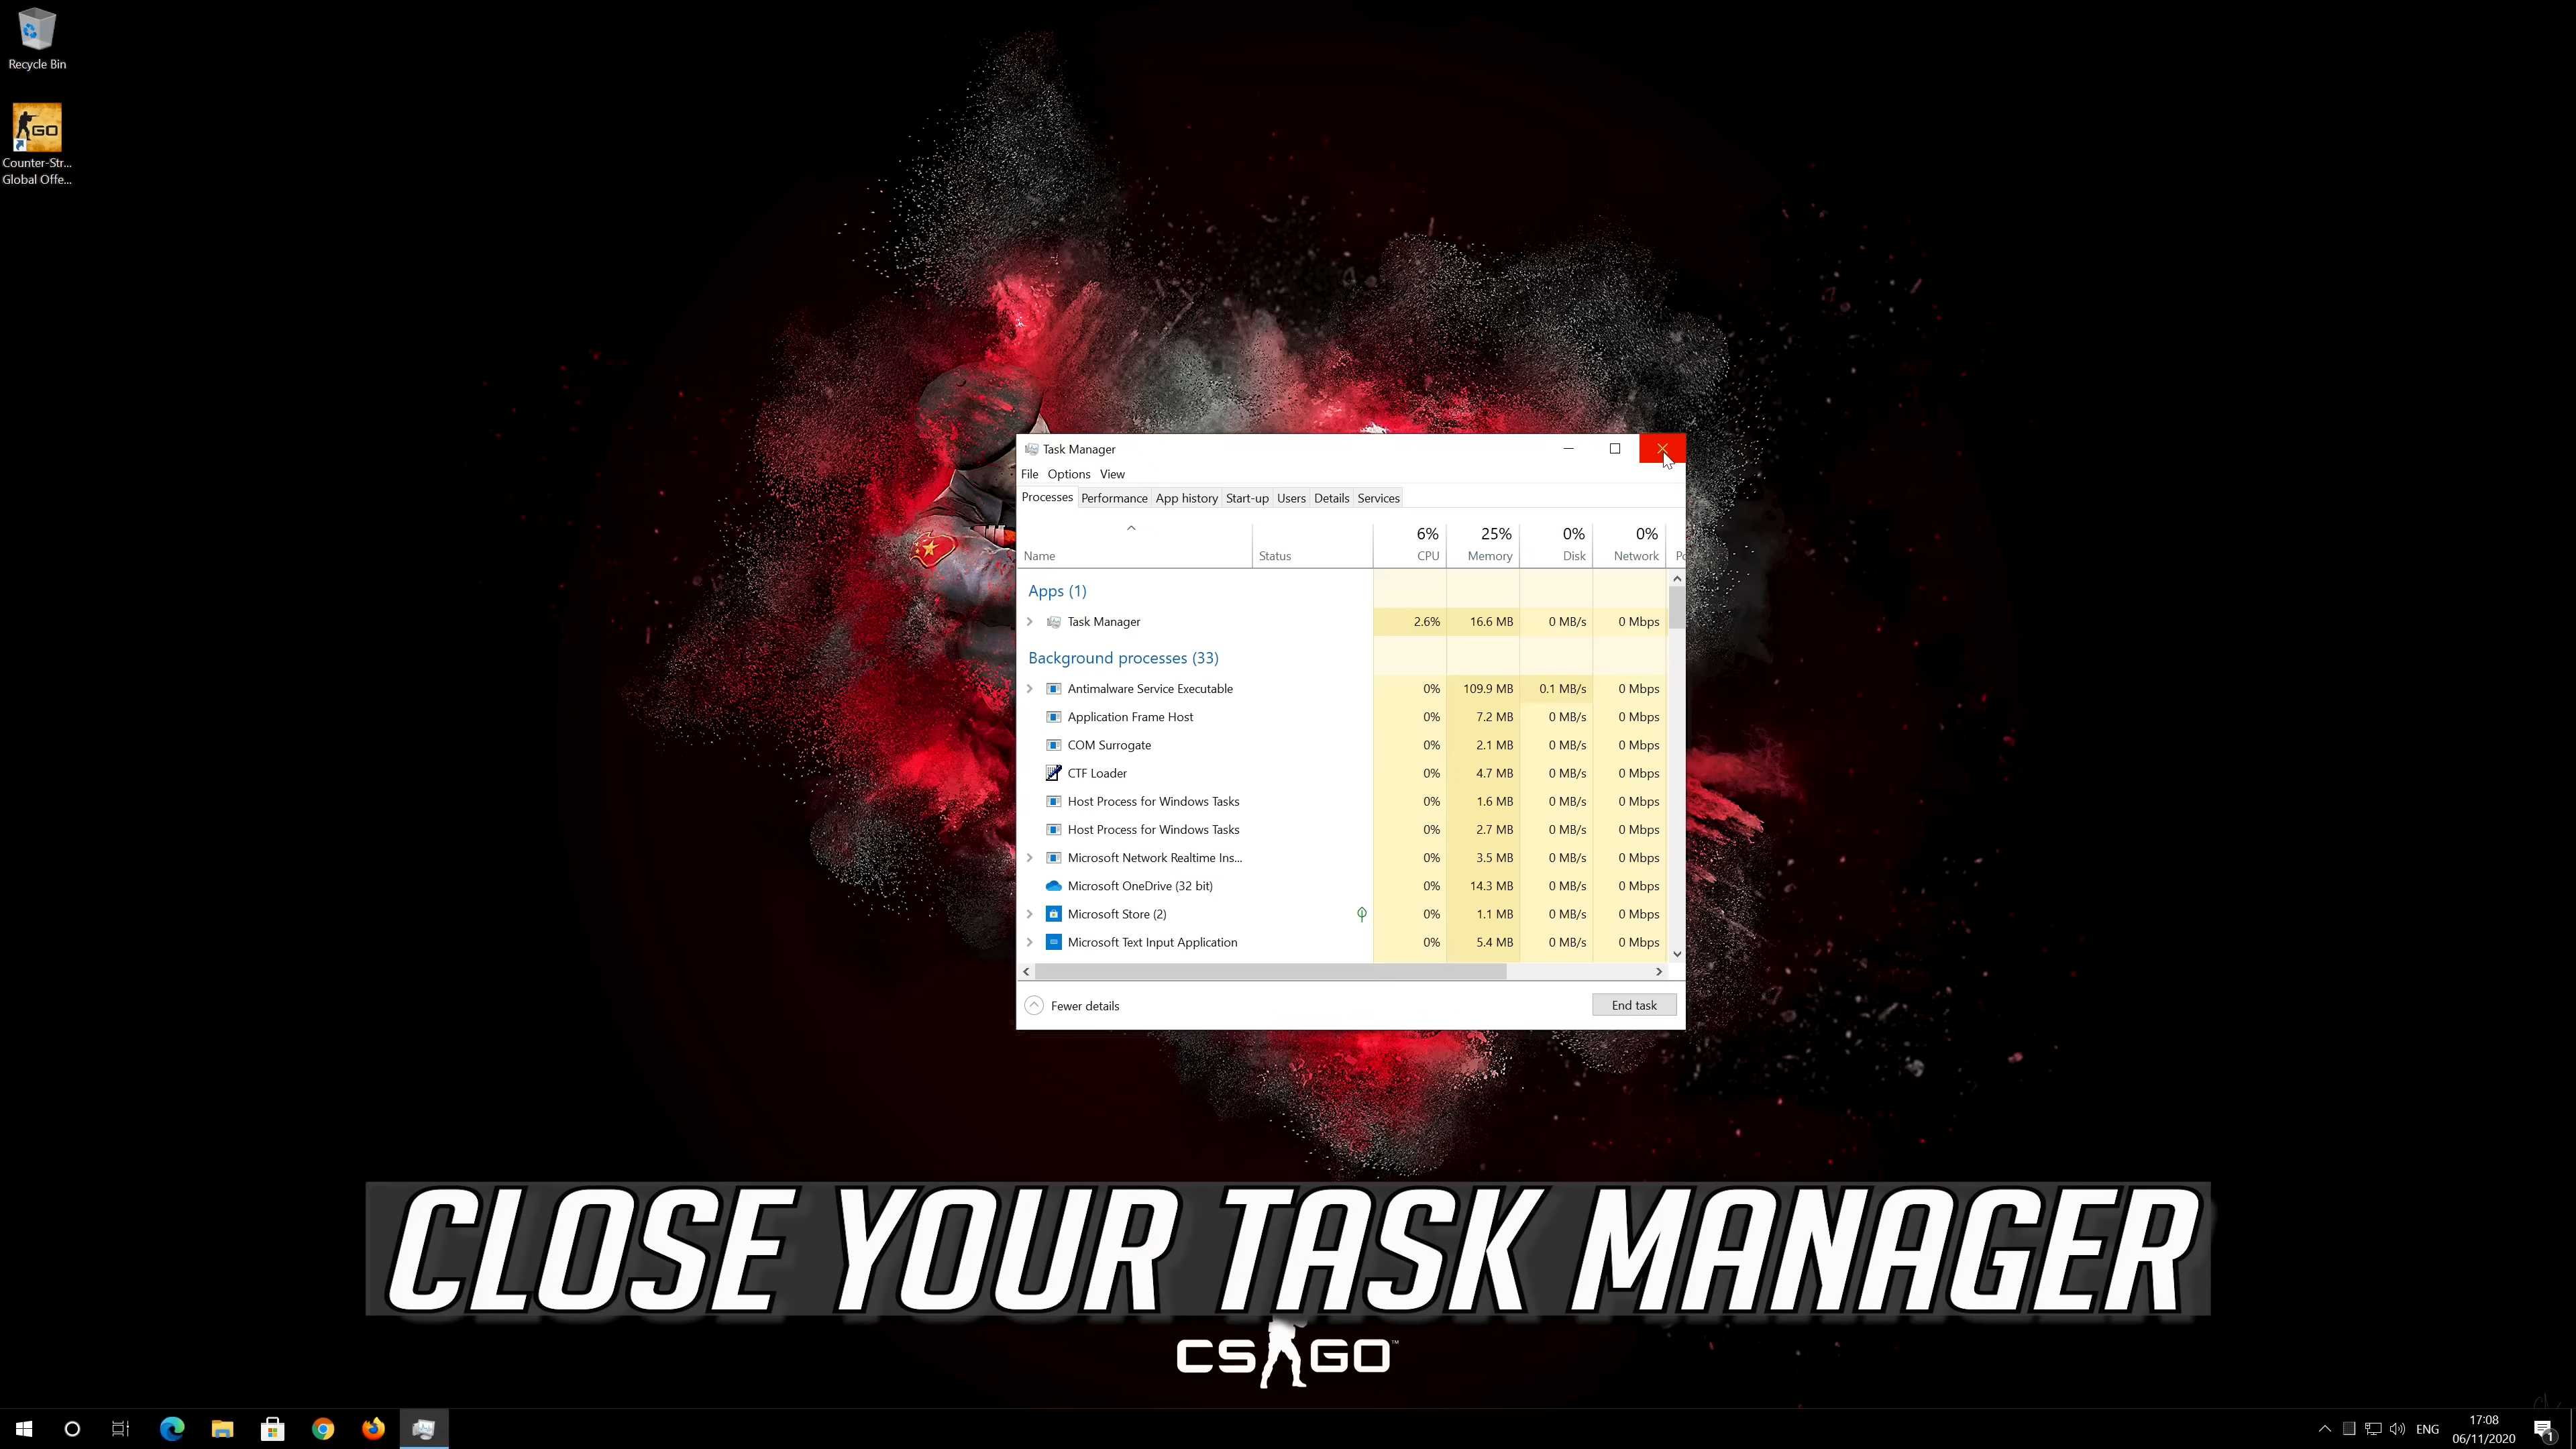 Recycle Bin
GO
Counter-Str...
Global Offe...
Task Manager
File Options View
Processes Performance App history Start-up Users Details Services
6% 25% 0% 0%
Name Status CPU Memory Disk Network Po
Apps (1)
Task Manager 2.6% 16.6 MB 0 MB/s 0 Mbps
Background processes (33)
Antimalware Service Executable 0% 109.9 MB 0.1 MB/s 0 Mbps
Application Frame Host 0% 7.2 MB 0 MB/s 0 Mbps
COM Surrogate 0% 2.1 MB 0 MB/s 0 Mbps
CTF Loader 0% 4.7 MB 0 MB/s 0 Mbps
Host Process for Windows Tasks 0% 1.6 MB 0 MB/s 0 Mbps
Host Process for Windows Tasks 0% 2.7 MB 0 MB/s 0 Mbps
Microsoft Network Realtime Ins... 0% 3.5 MB 0 MB/s 0 Mbps
Microsoft OneDrive (32 bit) 0% 14.3 MB 0 MB/s 0 Mbps
Microsoft Store (2) 0% 1.1 MB 0 MB/s 0 Mbps
Microsoft Text Input Application 0% 5.4 MB 0 MB/s 0 Mbps
Fewer details End task
CLOSE YOUR TASK MANAGER
CS GO™
ENG 17:08
06/11/2020 1